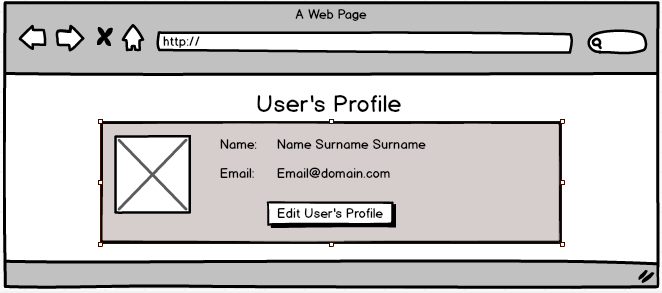 A Web Page
http://
User's Profile
Name: Name Surname Surname
Email: Email@domain.com
Edit User's Profile